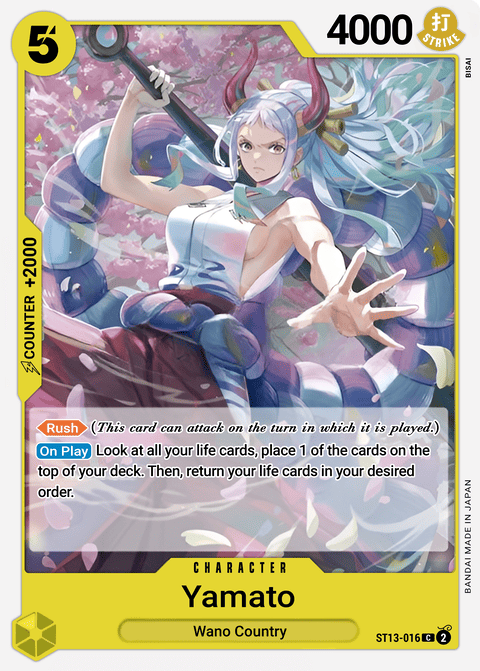 5
4000
打
STRIKE
BISAI
COUNTER +2000
Rush (This card can attack on the turn in which it is played.)
On Play Look at all your life cards, place 1 of the cards on the
top of your deck. Then, return your life cards in your desired
order.
BANDAI MADE IN JAPAN
CHARACTER
Yamato
Wano Country
ST13-016 C 2